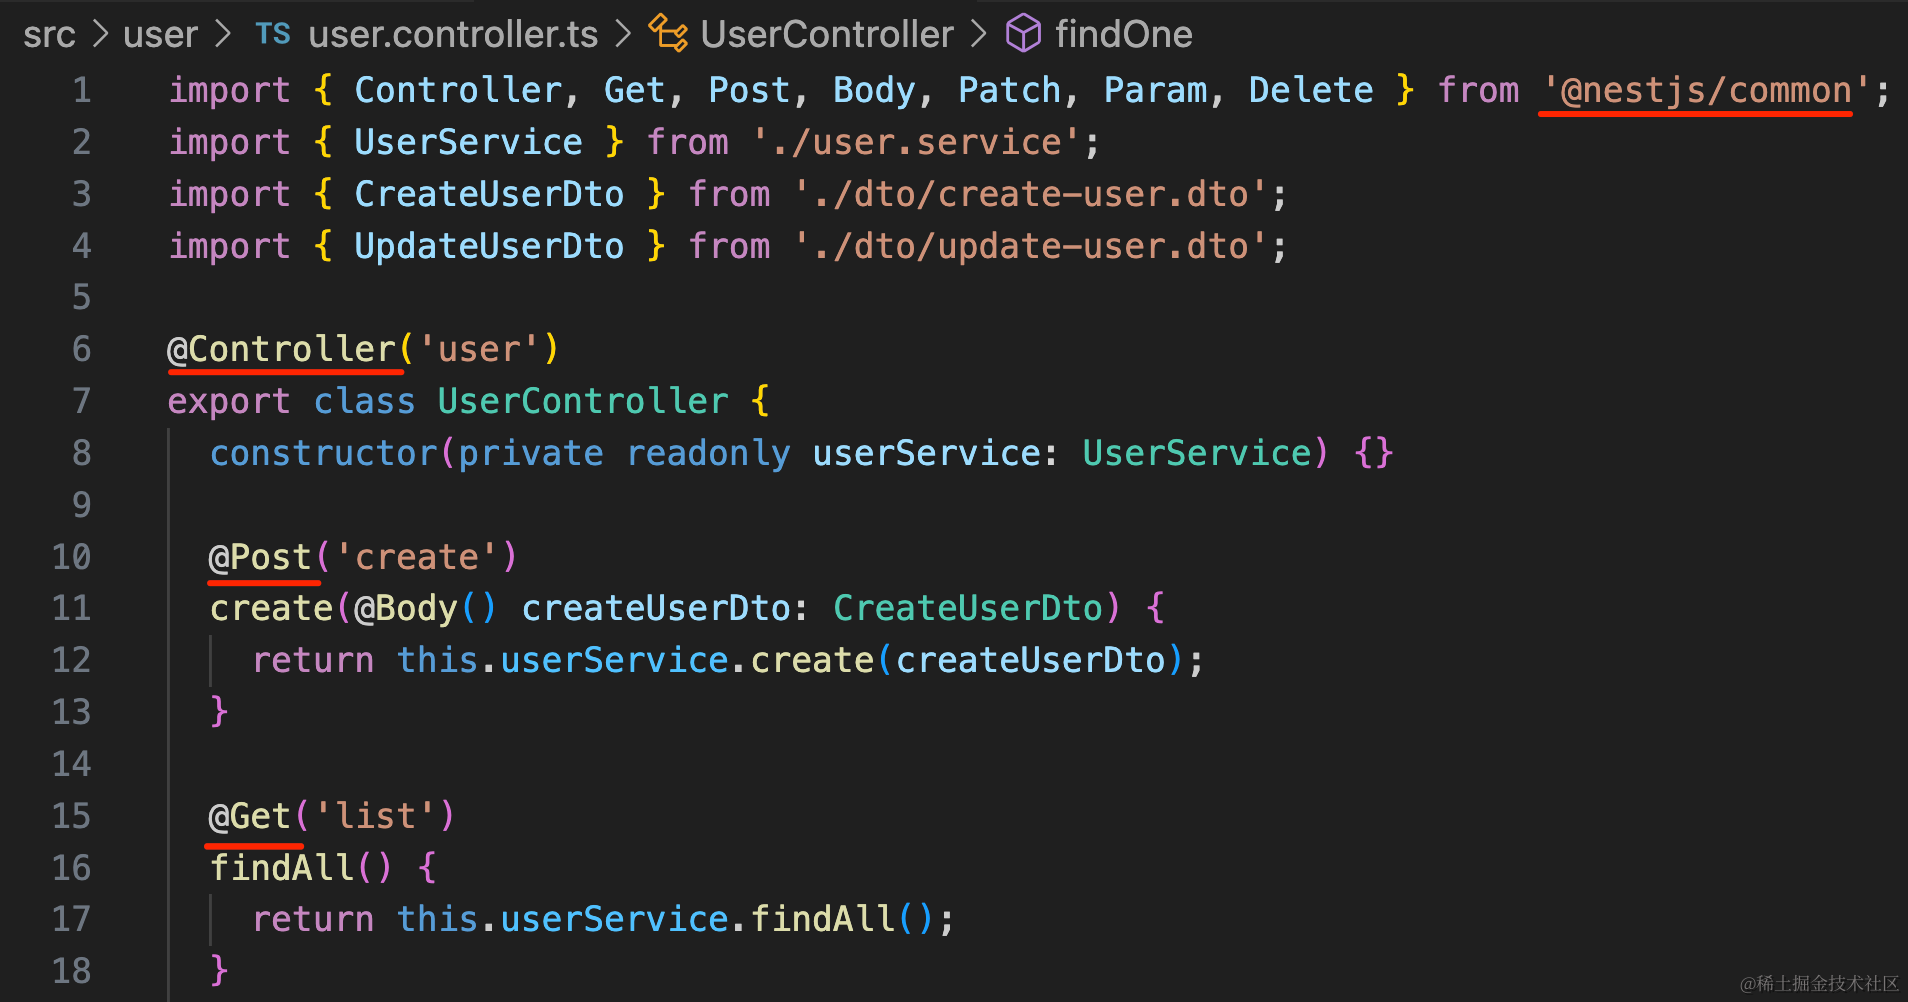 src > user > TS user.controller.ts > UserController > findOne
1 import { Controller, Get, Post, Body, Patch, Param, Delete } from '@nestjs/common';
2 import { UserService } from './user.service';
3 import { CreateUserDto } from './dto/create-user.dto';
4 import { UpdateUserDto } from './dto/update-user.dto';
5
6 @Controller('user')
7 export class UserController {
8 constructor(private readonly userService: UserService) {}
9
10 @Post('create')
11 create(@Body() createUserDto: CreateUserDto) {
12 return this.userService.create(createUserDto);
13 }
14
15 @Get('list')
16 findAll() {
17 return this.userService.findAll();
18 }
@稀土掘金技术社区